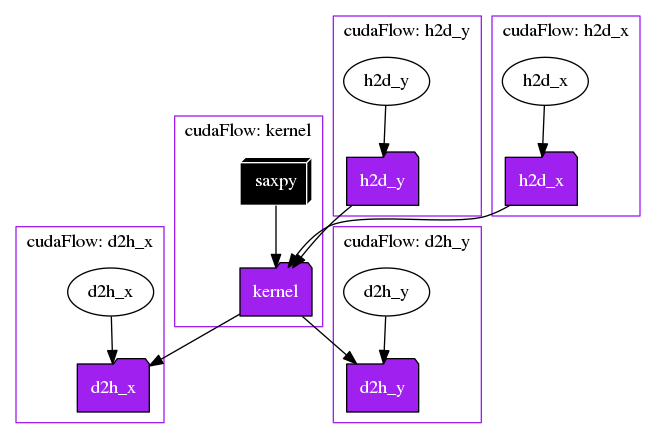 cudaFlow: h2d_y
cudaFlow: h2d_x
h2d_y
h2d_x
cudaFlow: kernel
saxpy
h2d_y
h2d_x
cudaFlow: d2h_x
cudaFlow: d2h_y
d2h_x
kernel
d2h_y
d2h_x
d2h_y